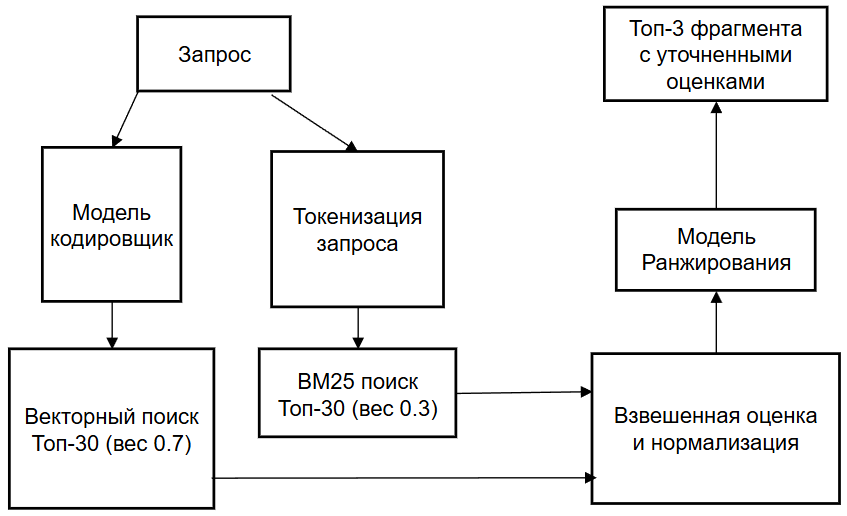 Запрос
Топ-3 фрагмента
с уточненными
оценками
Модель
кодировщик
Токенизация
запроса
Модель
Ранжирования
Векторный поиск
Топ-30 (вес 0.7)
BM25 поиск
Топ-30 (вес 0.3)
Взвешенная оценка
и нормализация